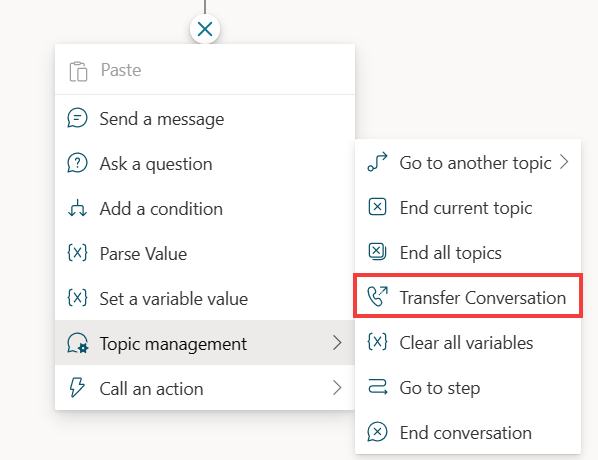 Paste
Send a message
Ask a question
Add a condition
Parse Value
Set a variable value
Topic management
Call an action
Go to another topic
End current topic
End all topics
Transfer Conversation
Clear all variables
Go to step
End conversation